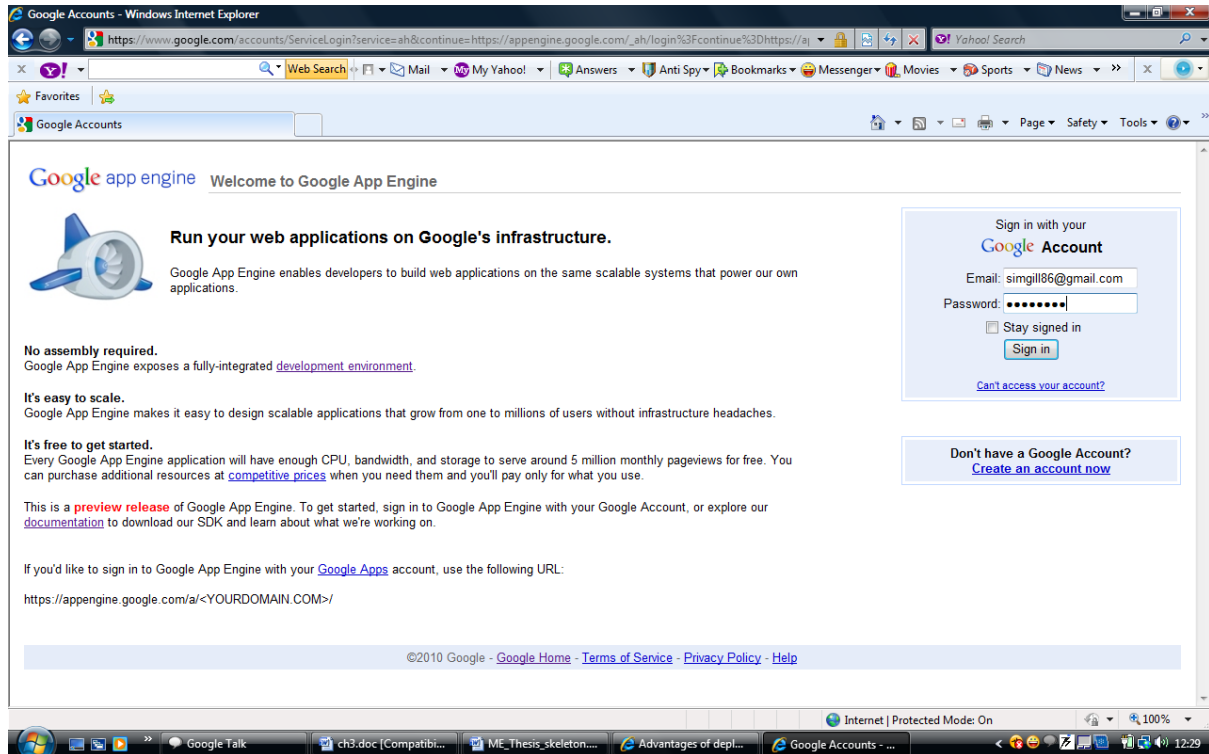 Google Accounts - Windows Internet Explorer
https://www.google.com/accounts/ServiceLogin?service=ah&continue=https://appengine.google.com/_ah/login%3Fcontinue%3Dhttps://a
Yahoo! Search
Web Search Mail My Yahoo! Answers Anti Spy Bookmarks Messenger Movies Sports News
Favorites
Google Accounts
Page Safety Tools
Google app engine Welcome to Google App Engine
Run your web applications on Google's infrastructure.
Google App Engine enables developers to build web applications on the same scalable systems that power our own
applications.
No assembly required.
Google App Engine exposes a fully-integrated development environment.
It's easy to scale.
Google App Engine makes it easy to design scalable applications that grow from one to millions of users without infrastructure headaches.
It's free to get started.
Every Google App Engine application will have enough CPU, bandwidth, and storage to serve around 5 million monthly pageviews for free. You
can purchase additional resources at competitive prices when you need them and you'll pay only for what you use.
This is a preview release of Google App Engine. To get started, sign in to Google App Engine with your Google Account, or explore our
documentation to download our SDK and learn about what we're working on.
If you'd like to sign in to Google App Engine with your Google Apps account, use the following URL:
https://appengine.google.com/a/<YOURDOMAIN.COM>/
Sign in with your
Google Account
Email: simgill86@gmail.com
Password: ••••••••
Stay signed in
Sign in
Can't access your account?
Don't have a Google Account?
Create an account now
©2010 Google - Google Home - Terms of Service - Privacy Policy - Help
Internet | Protected Mode: On
100%
Google Talk
ch3.doc [Compatibi...
ME_Thesis_skeleton....
Advantages of depl...
Google Accounts - ...
12:29